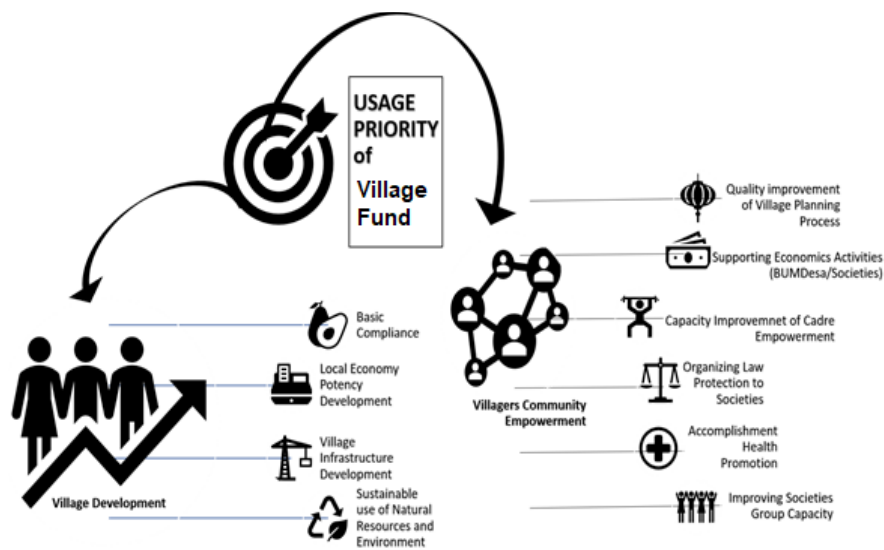 USAGE
PRIORITY
of
Village
Fund
Quality improvement
of Village Planning
Process
Supporting Economics Activities
(BUMDesa/Societies)
Capacity Improvemnet of Cadre
Empowerment
Organizing Law
Protection to
Societies
Accomplishment
Health
Promotion
Improving Societies
Group Capacity
Villagers Community
Empowerment
Basic
Compliance
Local Economy
Potency
Development
Village
Infrastructure
Development
Sustainable
use of Natural
Resources and
Environment
Village Development